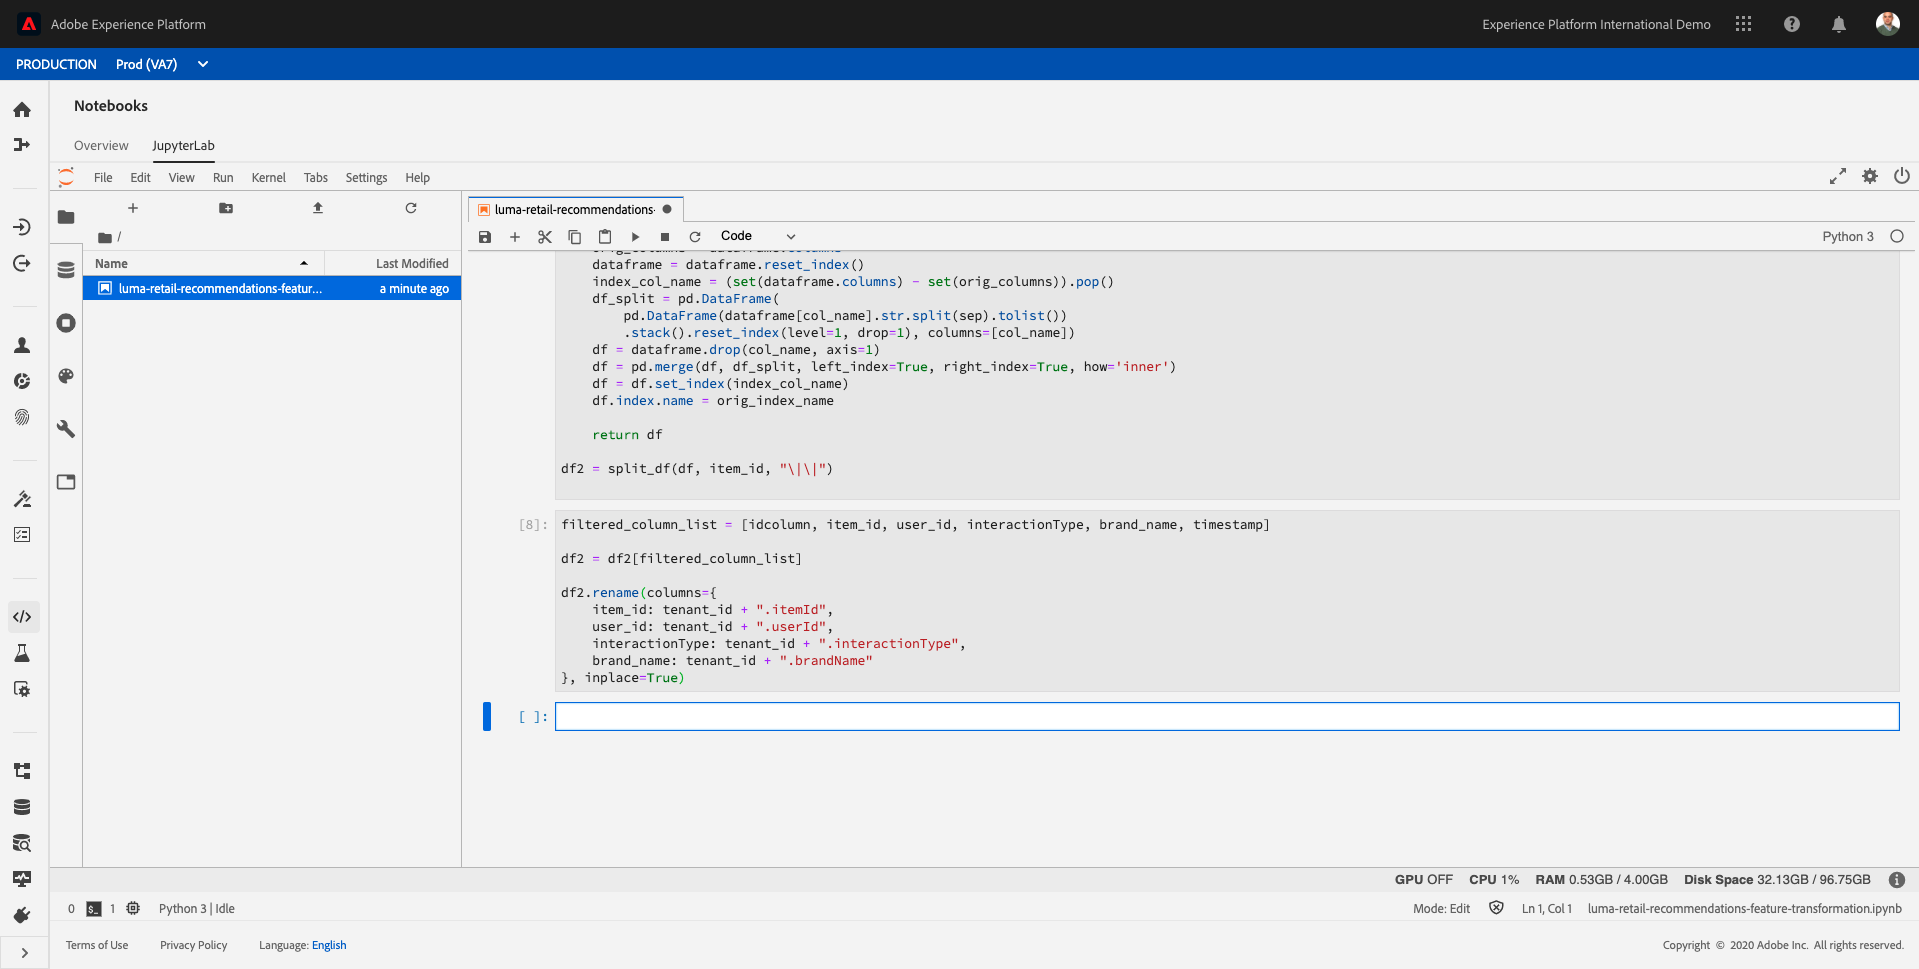 Adobe Experience Platform
Experience Platform International Demo
PRODUCTION Prod (VA7)
Notebooks
Overview JupyterLab
File Edit View Run Kernel Tabs Settings Help
luma-retail-recommendations-
/
Code
Python 3
Name Last Modified
luma-retail-recommendations-featur... a minute ago
dataframe = dataframe.reset_index()
index_col_name = (set(dataframe.columns) - set(orig_columns)).pop()
df_split = pd.DataFrame(
pd.DataFrame(dataframe[col_name].str.split(sep).tolist())
.stack().reset_index(level=1, drop=1), columns=[col_name])
df = dataframe.drop(col_name, axis=1)
df = pd.merge(df, df_split, left_index=True, right_index=True, how='inner')
df = df.set_index(index_col_name)
df.index.name = orig_index_name
return df
df2 = split_df(df, item_id, "\|\|")
[8]: filtered_column_list = [idcolumn, item_id, user_id, interactionType, brand_name, timestamp]
df2 = df2[filtered_column_list]
df2.rename(columns={
item_id: tenant_id + ".itemId",
user_id: tenant_id + ".userId",
interactionType: tenant_id + ".interactionType",
brand_name: tenant_id + ".brandName"
}, inplace=True)
[ ]:
GPU OFF CPU 1% RAM 0.53GB / 4.00GB Disk Space 32.13GB / 96.75GB
0 1 Python 3 | Idle
Mode: Edit Ln 1, Col 1 luma-retail-recommendations-feature-transformation.ipynb
Terms of Use Privacy Policy Language: English
Copyright © 2020 Adobe Inc. All rights reserved.